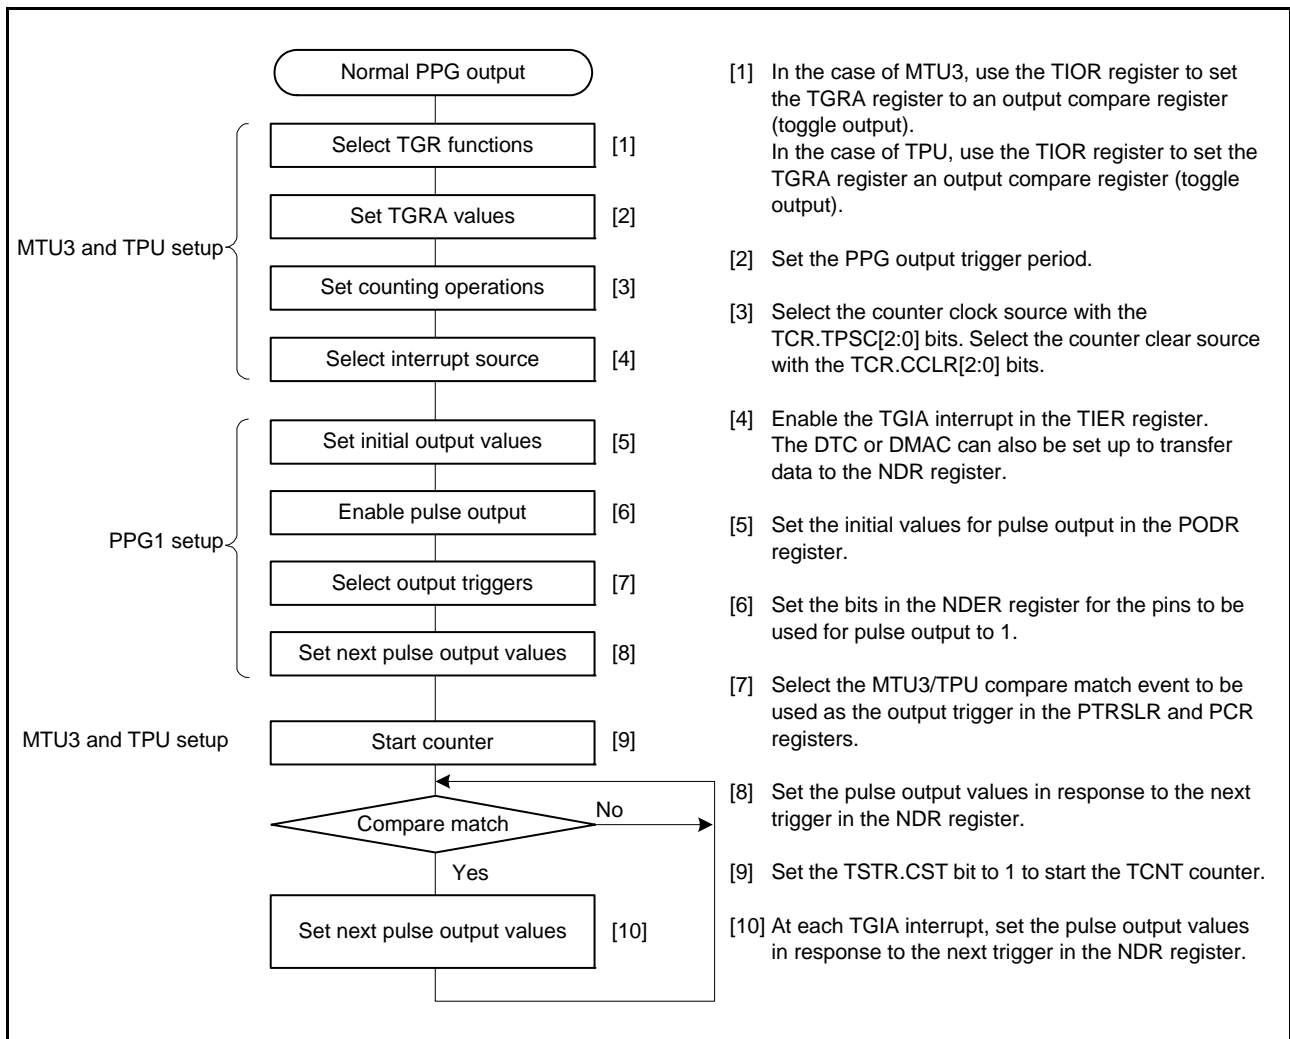 Normal PPG output
MTU3 and TPU setup
Select TGR functions [1]
Set TGRA values [2]
Set counting operations [3]
Select interrupt source [4]
PPG1 setup
Set initial output values [5]
Enable pulse output [6]
Select output triggers [7]
Set next pulse output values [8]
MTU3 and TPU setup
Start counter [9]
Compare match
No
Yes
Set next pulse output values [10]
[1] In the case of MTU3, use the TIOR register to set
the TGRA register to an output compare register
(toggle output).
In the case of TPU, use the TIOR register to set the
TGRA register an output compare register (toggle
output).
[2] Set the PPG output trigger period.
[3] Select the counter clock source with the
TCR.TPSC[2:0] bits. Select the counter clear source
with the TCR.CCLR[2:0] bits.
[4] Enable the TGIA interrupt in the TIER register.
The DTC or DMAC can also be set up to transfer
data to the NDR register.
[5] Set the initial values for pulse output in the PODR
register.
[6] Set the bits in the NDER register for the pins to be
used for pulse output to 1.
[7] Select the MTU3/TPU compare match event to be
used as the output trigger in the PTRSLR and PCR
registers.
[8] Set the pulse output values in response to the next
trigger in the NDR register.
[9] Set the TSTR.CST bit to 1 to start the TCNT counter.
[10] At each TGIA interrupt, set the pulse output values
in response to the next trigger in the NDR register.